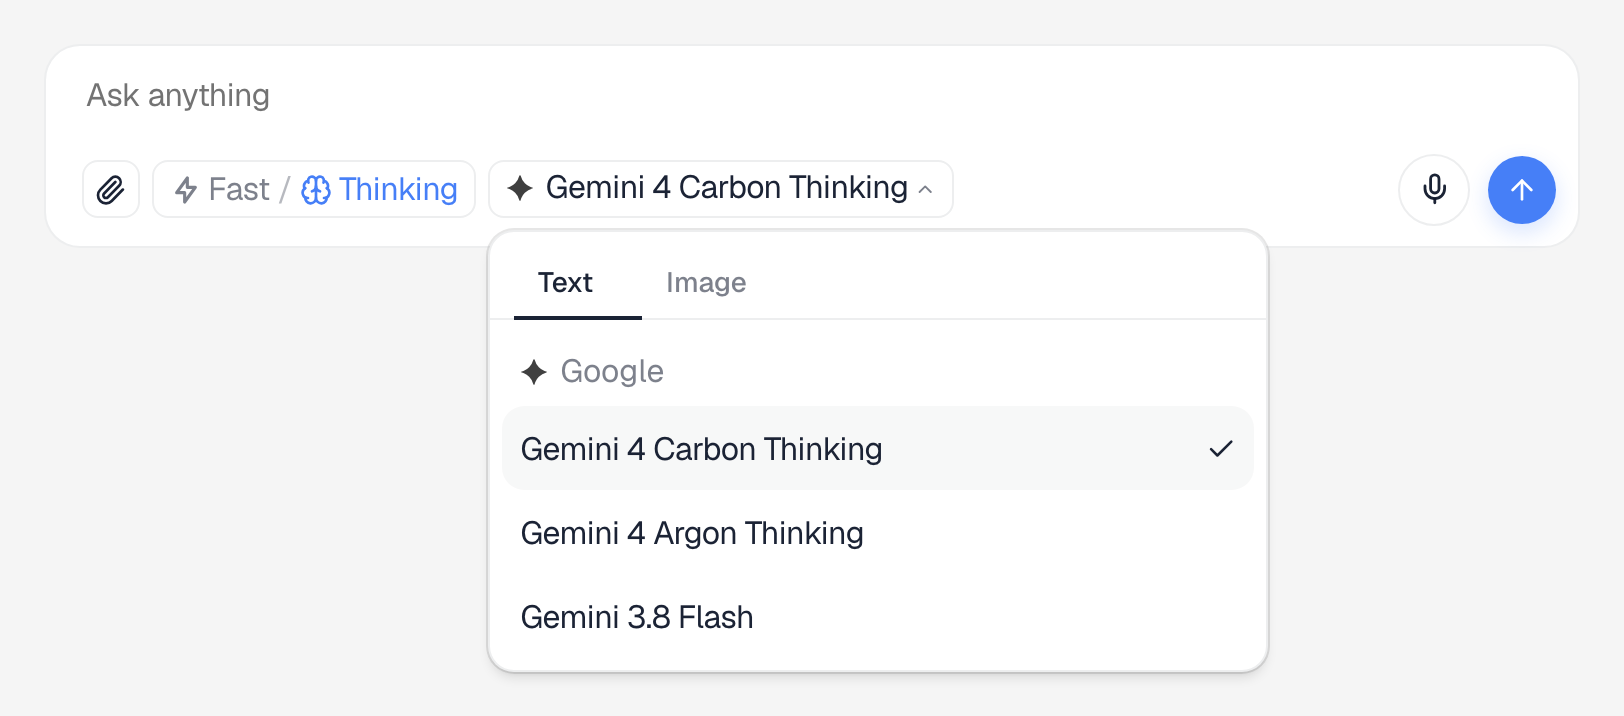 Ask anything
Fast / Thinking
Gemini 4 Carbon Thinking
Text
Image
Google
Gemini 4 Carbon Thinking
Gemini 4 Argon Thinking
Gemini 3.8 Flash